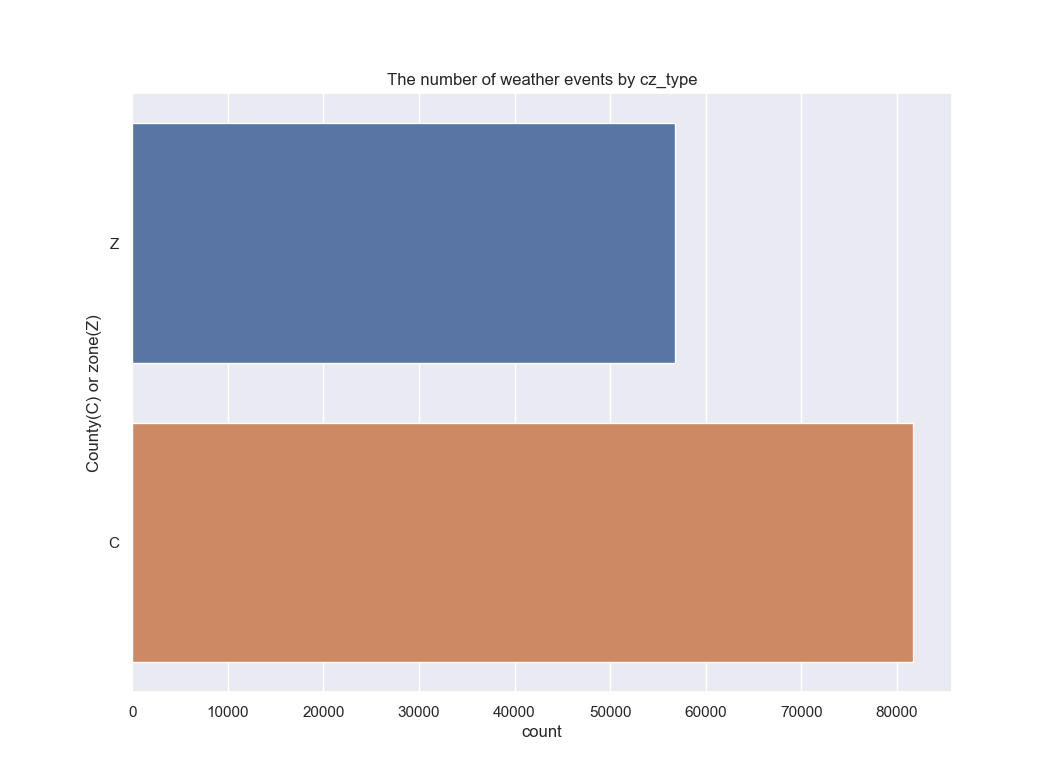 The number of weather events by cz_type
County(C) or zone(Z)
Z
C
0 10000 20000 30000 40000 50000 60000 70000 80000
count